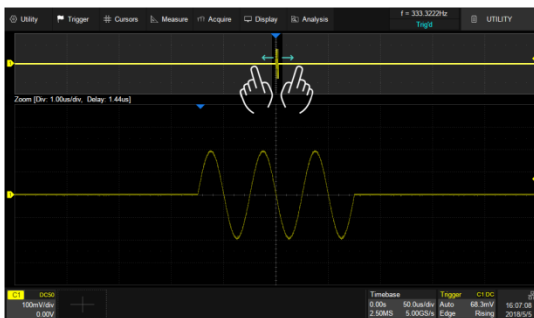 Utility Trigger Cursors Measure Acquire Display Analysis f = 333.3222Hz UTILITY
Trig'd
Zoom [Div: 1.00us/div, Delay: 1.44us]
C1 DC50 Timebase Trigger C1 DC
100mV/div 0.00s 50.0us/div Auto 68.3mV 16:07:08
0.00V 2.50MS 5.00GS/s Edge Rising 2018/5/5